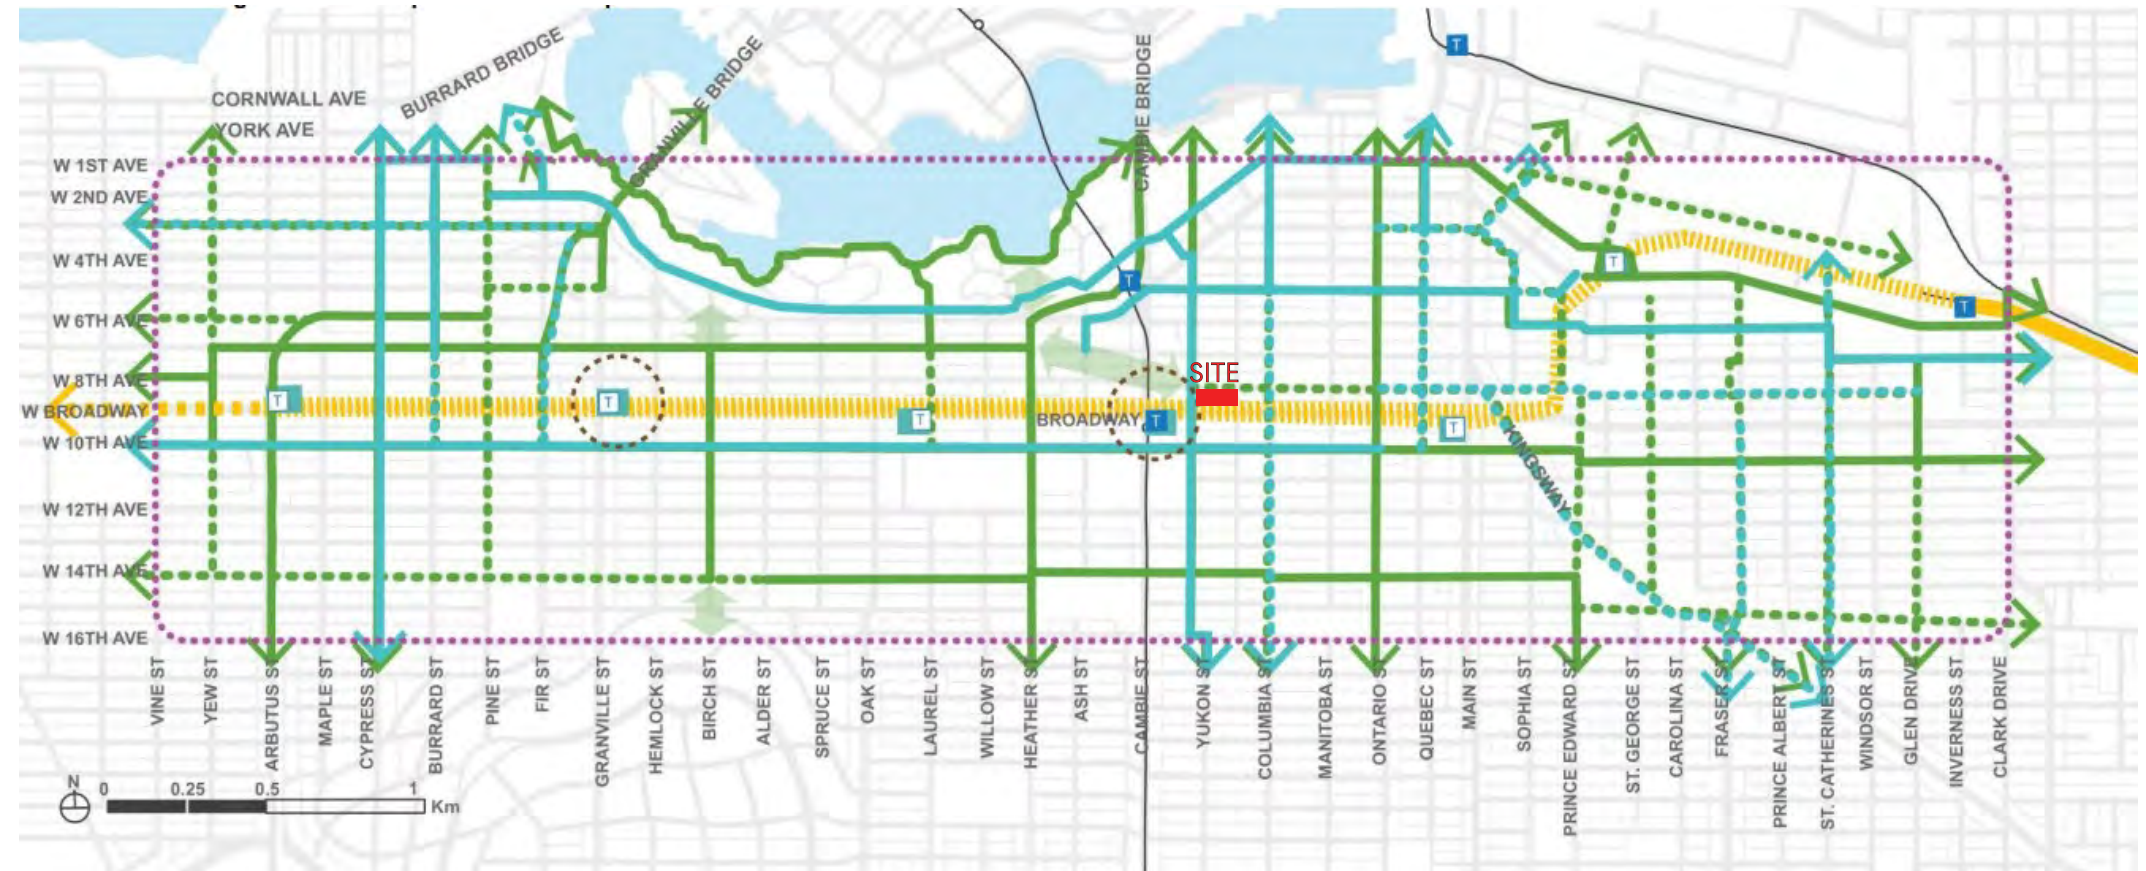 CORNWALL AVE
YORK AVE
BURRARD BRIDGE
GRANVILLE BRIDGE
CAMBIE BRIDGE
T
W 1ST AVE
W 2ND AVE
W 4TH AVE
T
T
W 6TH AVE
T
W 8TH AVE
SITE
W BROADWAY
T
T
T
BROADWAY
T
T
KINGSWAY
W 10TH AVE
W 12TH AVE
W 14TH AVE
W 16TH AVE
VINE ST
YEW ST
ARBUTUS ST
MAPLE ST
CYPRESS ST
BURRARD ST
PINE ST
FIR ST
GRANVILLE ST
HEMLOCK ST
BIRCH ST
ALDER ST
SPRUCE ST
OAK ST
LAUREL ST
WILLOW ST
HEATHER ST
ASH ST
CAMBIE ST
YUKON ST
COLUMBIA ST
MANITOBA ST
ONTARIO ST
QUEBEC ST
MAIN ST
SOPHIA ST
PRINCE EDWARD ST
ST. GEORGE ST
CAROLINA ST
FRASER ST
PRINCE ALBERT ST
ST. CATHERINES ST
WINDSOR ST
GLEN DRIVE
INVERNESS ST
CLARK DRIVE
N
0 0.25 0.5 1
Km